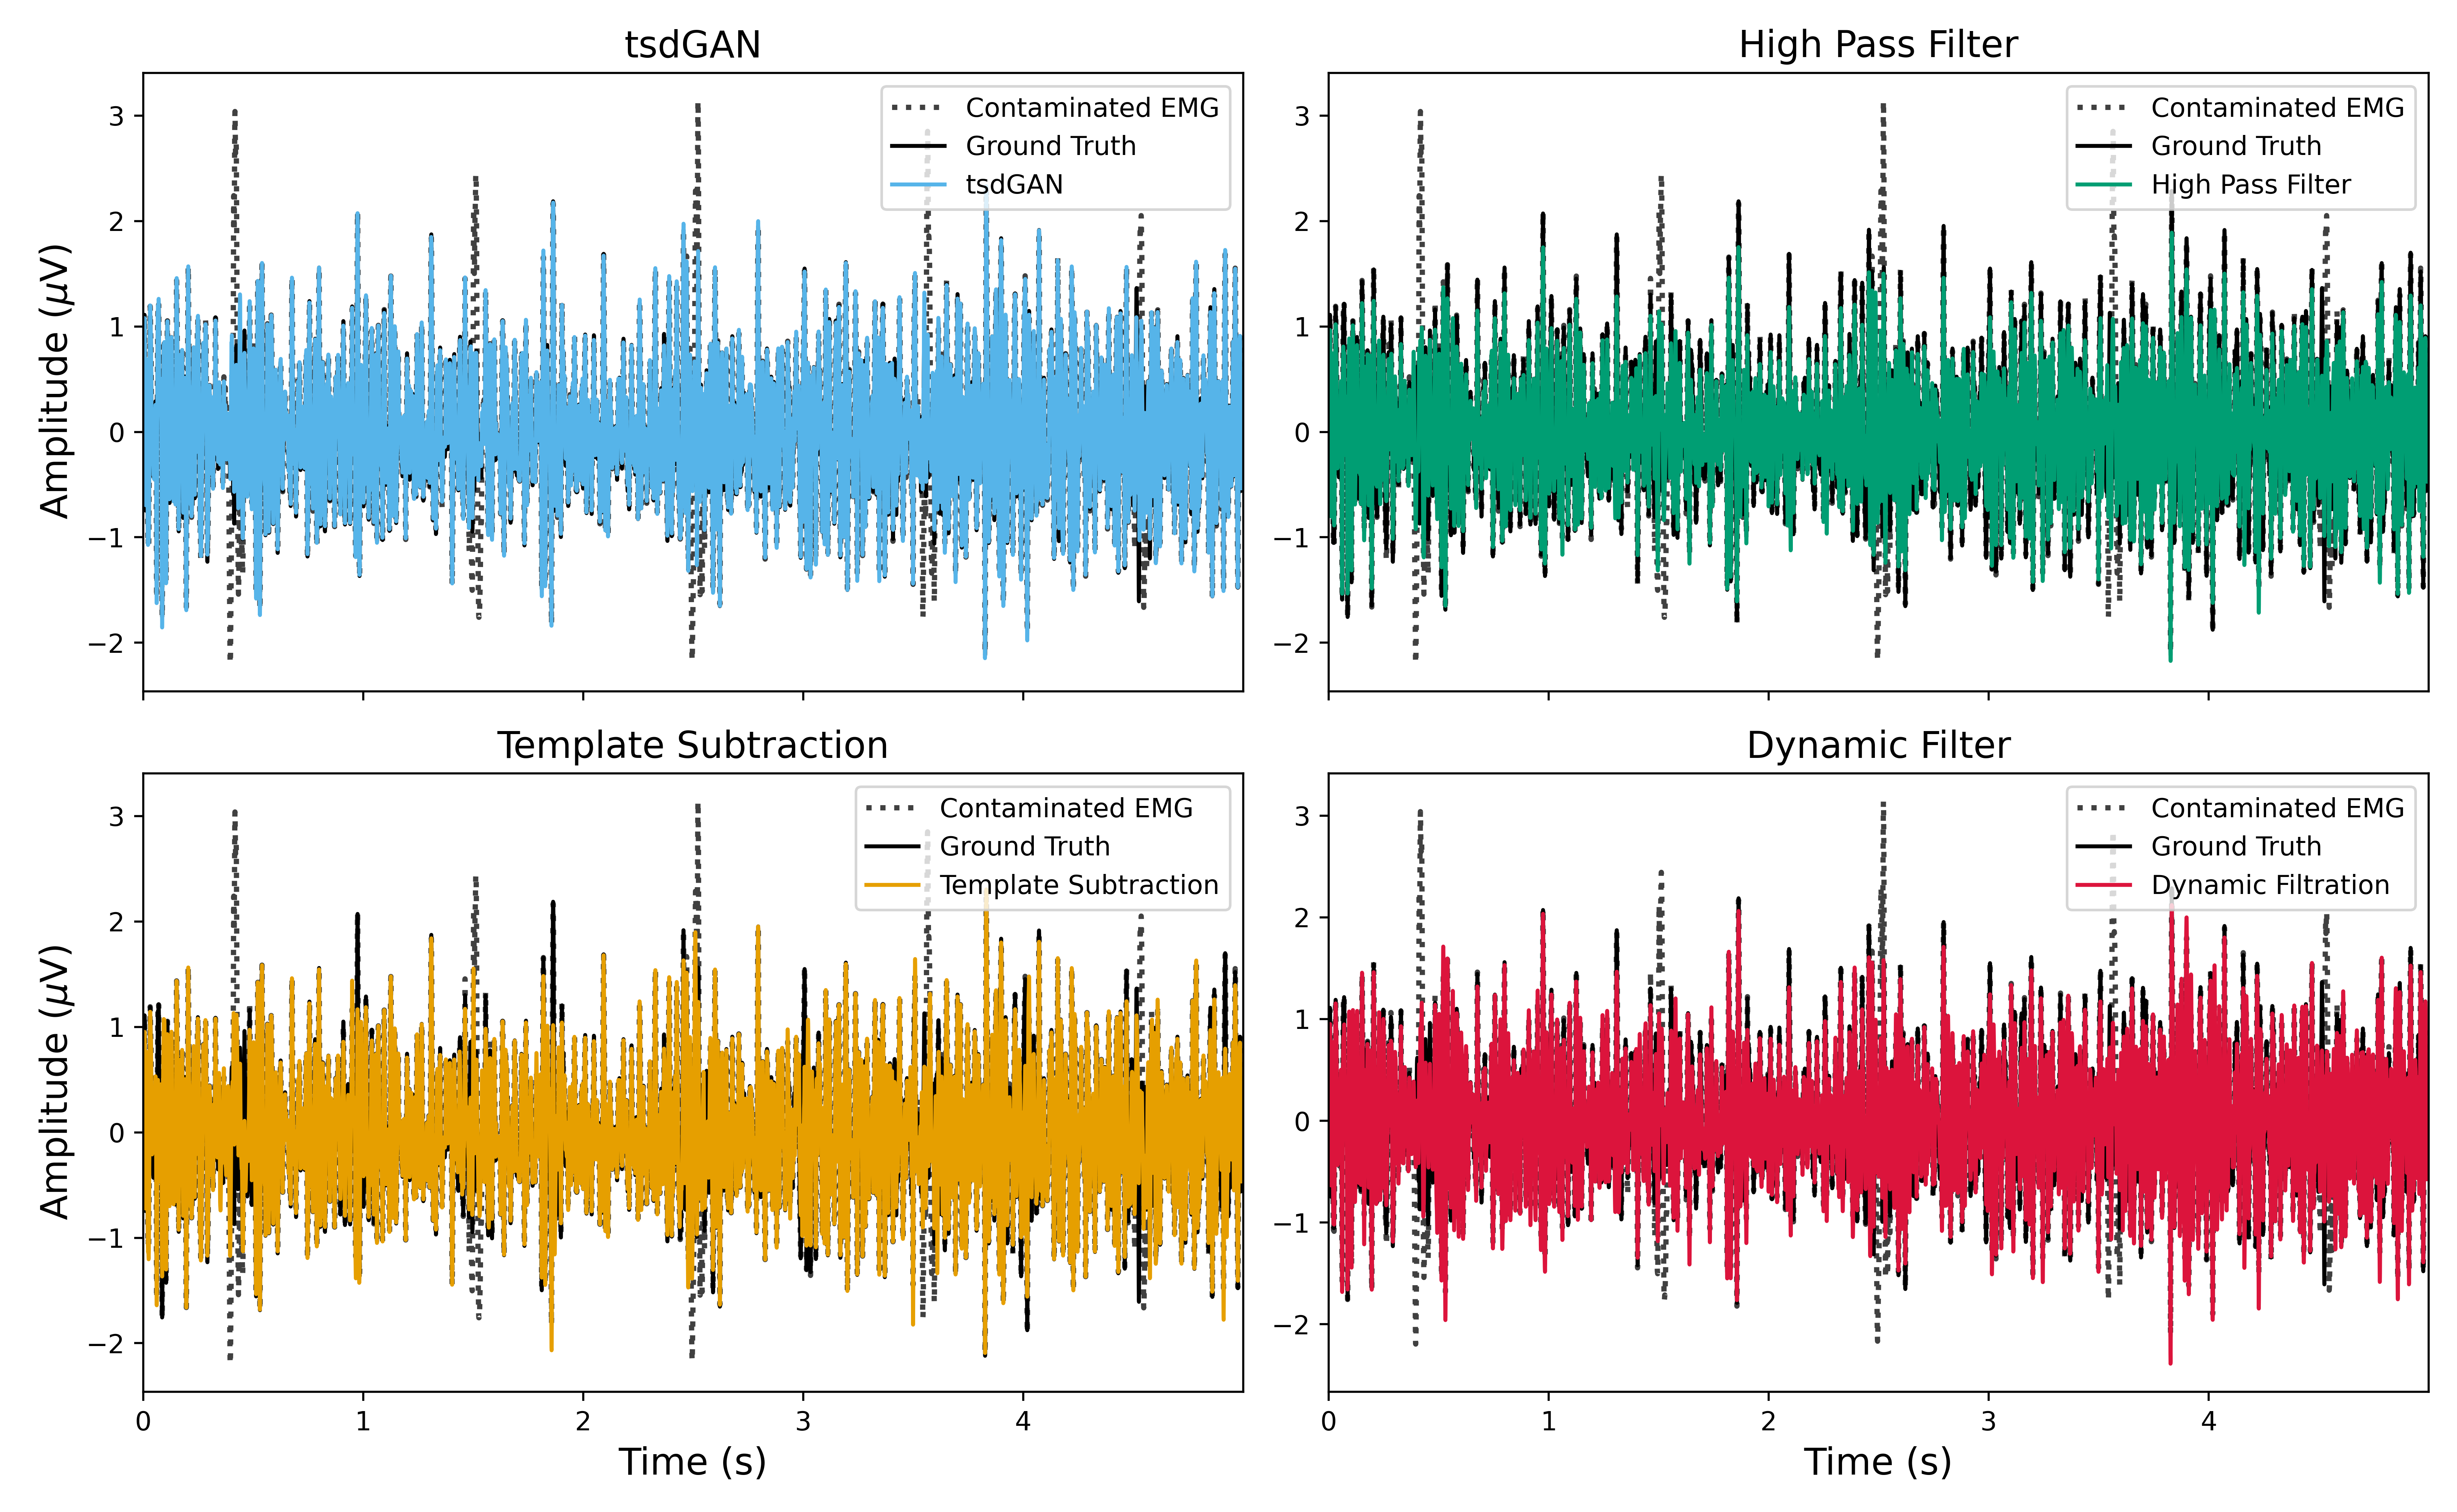 tsdGAN
Contaminated EMG
Ground Truth
tsdGAN
3
2
1
0
−1
−2
Amplitude (μV)
High Pass Filter
Contaminated EMG
Ground Truth
High Pass Filter
3
2
1
0
−1
−2
Template Subtraction
Contaminated EMG
Ground Truth
Template Subtraction
3
2
1
0
−1
−2
Amplitude (μV)
0 1 2 3 4
Time (s)
Dynamic Filter
Contaminated EMG
Ground Truth
Dynamic Filtration
3
2
1
0
−1
−2
0 1 2 3 4
Time (s)